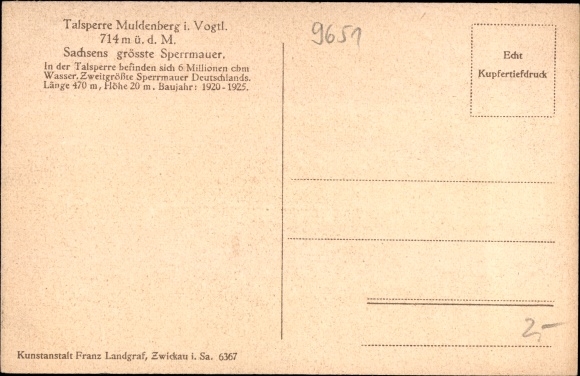 Talsperre Muldenberg i. Vogtl.
714 m ü. d. M.
Sachsens grösste Sperrmauer.
In der Talsperre befinden sich 6 Millionen cbm
Wasser. Zweitgrößte Sperrmauer Deutschlands.
Länge 470 m, Höhe 20 m. Baujahr: 1920-1925.
9651
Echt
Kupfertiefdruck
2,-
Kunstanstalt Franz Landgraf, Zwickau i. Sa. 6367